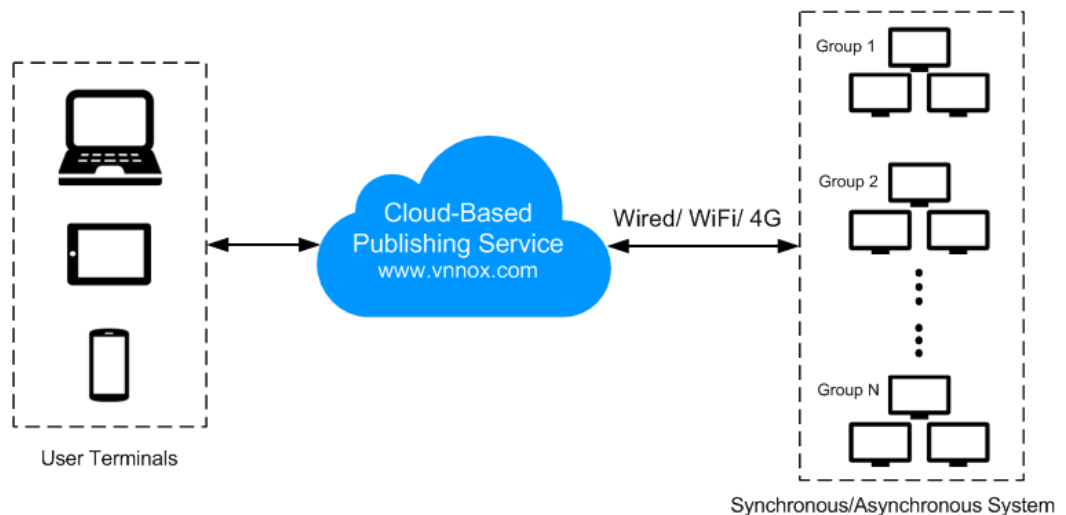 Group 1
Group 2
Cloud-Based
Publishing Service
www.vnnox.com
Wired/ WiFi/ 4G
Group N
User Terminals
Synchronous/Asynchronous System